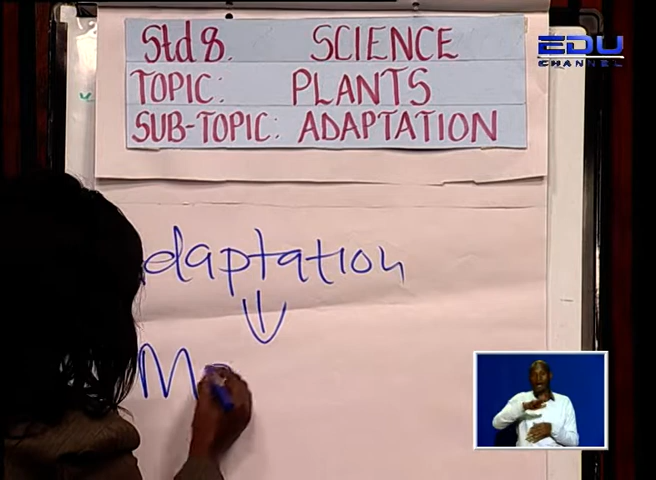 Std 8. SCIENCE
TOPIC: PLANTS
SUB-TOPIC: ADAPTATION
EDU
CHANNEL
daptation
M